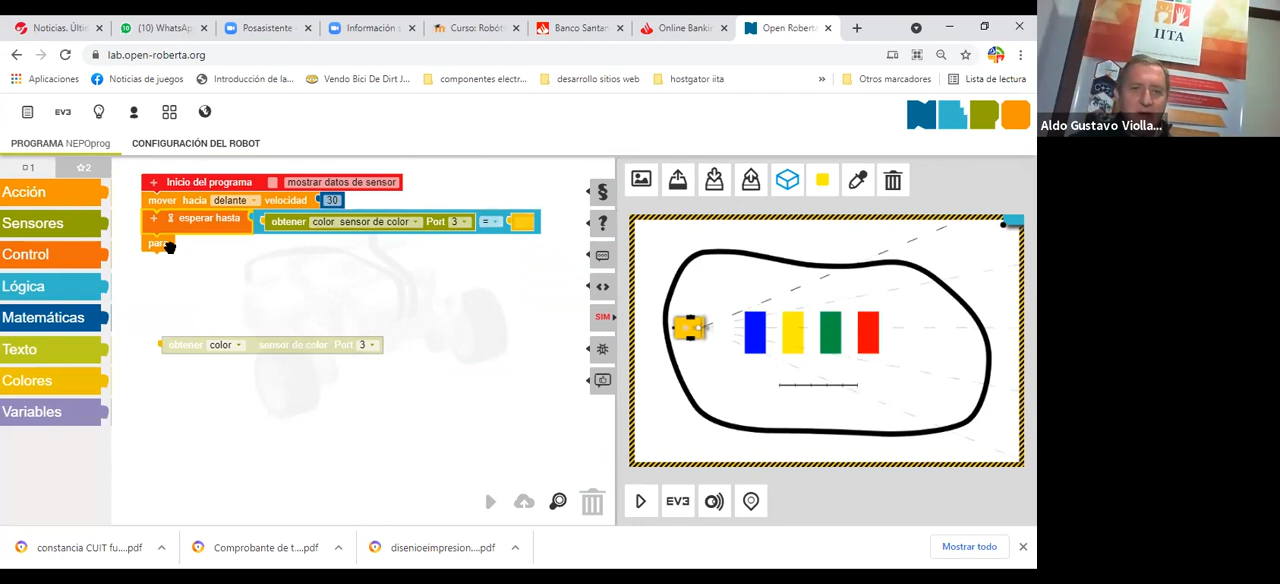 Noticias. Últi
(10) WhatsAp
Posasistente -
Información s
Curso: Robóti
Banco Santan
Online Bankin
Open Roberta
lab.open-roberta.org
Aplicaciones
Noticias de juegos
Introducción de la...
Vendo Bici De Dirt J...
componentes electr...
desarrollo sitios web
hostgator iita
»
Otros marcadores
Lista de lectura
IITA
Aldo Gustavo Violla...
EV3
PROGRAMA NEPOprog
CONFIGURACIÓN DEL ROBOT
1
2
Acción
Sensores
Control
Lógica
Matemáticas
Texto
Colores
Variables
+ Inicio del programa mostrar datos de sensor
mover hacia delante velocidad 30
+ esperar hasta obtener color sensor de color Port 3 =
para
obtener color sensor de color Port 3
SIM
EV3
constancia CUIT fu....pdf
Comprobante de t....pdf
disenioeimpresion....pdf
Mostrar todo